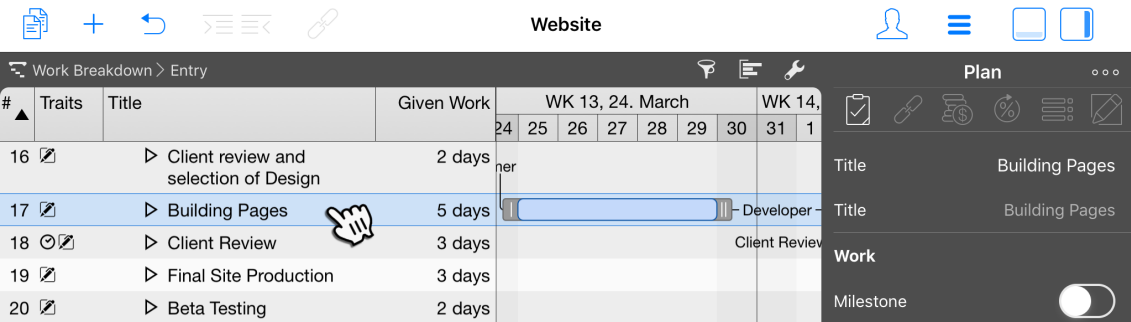 Website
Work Breakdown > Entry
Plan
# Traits Title Given Work WK 13, 24. March WK 14,
24 25 26 27 28 29 30 31 1
16 Client review and selection of Design 2 days
Title Building Pages
17 Building Pages 5 days Developer
Title Building Pages
18 Client Review 3 days Client Review
Work
19 Final Site Production 3 days
20 Beta Testing 2 days
Milestone